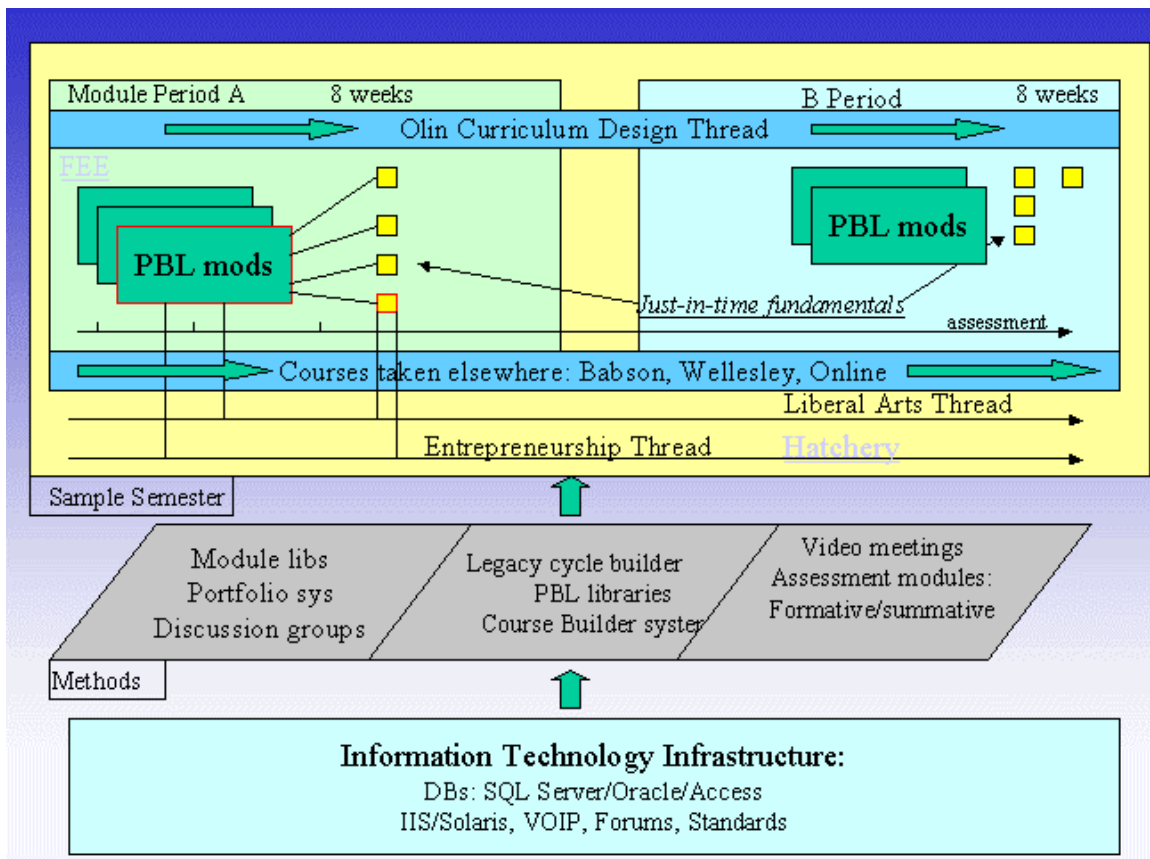 Module Period A 8 weeks
B Period 8 weeks
Olin Curriculum Design Thread
FEE
PBL mods
PBL mods
Just-in-time fundamentals
assessment
Courses taken elsewhere: Babson, Wellesley, Online
Liberal Arts Thread
Entrepreneurship Thread
Hatchery
Sample Semester
Module libs
Portfolio sys
Discussion groups
Legacy cycle builder
PBL libraries
Course Builder syster
Video meetings
Assessment modules:
Formative/summative
Methods
Information Technology Infrastructure:
DBs: SQL Server/Oracle/Access
IIS/Solaris, VOIP, Forums, Standards